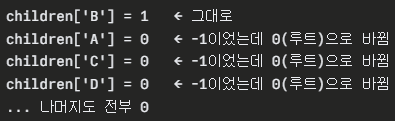 children['B'] = 1  ← 그대로
children['A'] = 0  ← -1이었는데 0(루트)으로 바뀜
children['C'] = 0  ← -1이었는데 0(루트)으로 바뀜
children['D'] = 0  ← -1이었는데 0(루트)으로 바뀜
... 나머지도 전부 0